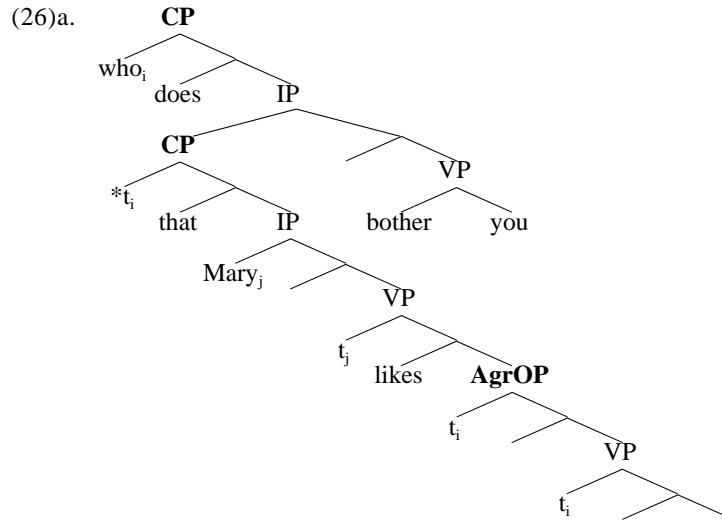 (26)a. CP
who_i
does IP
CP VP
*t_i
that IP bother you
Mary_j
VP
t_j
likes AgrOP
t_i
VP
t_i